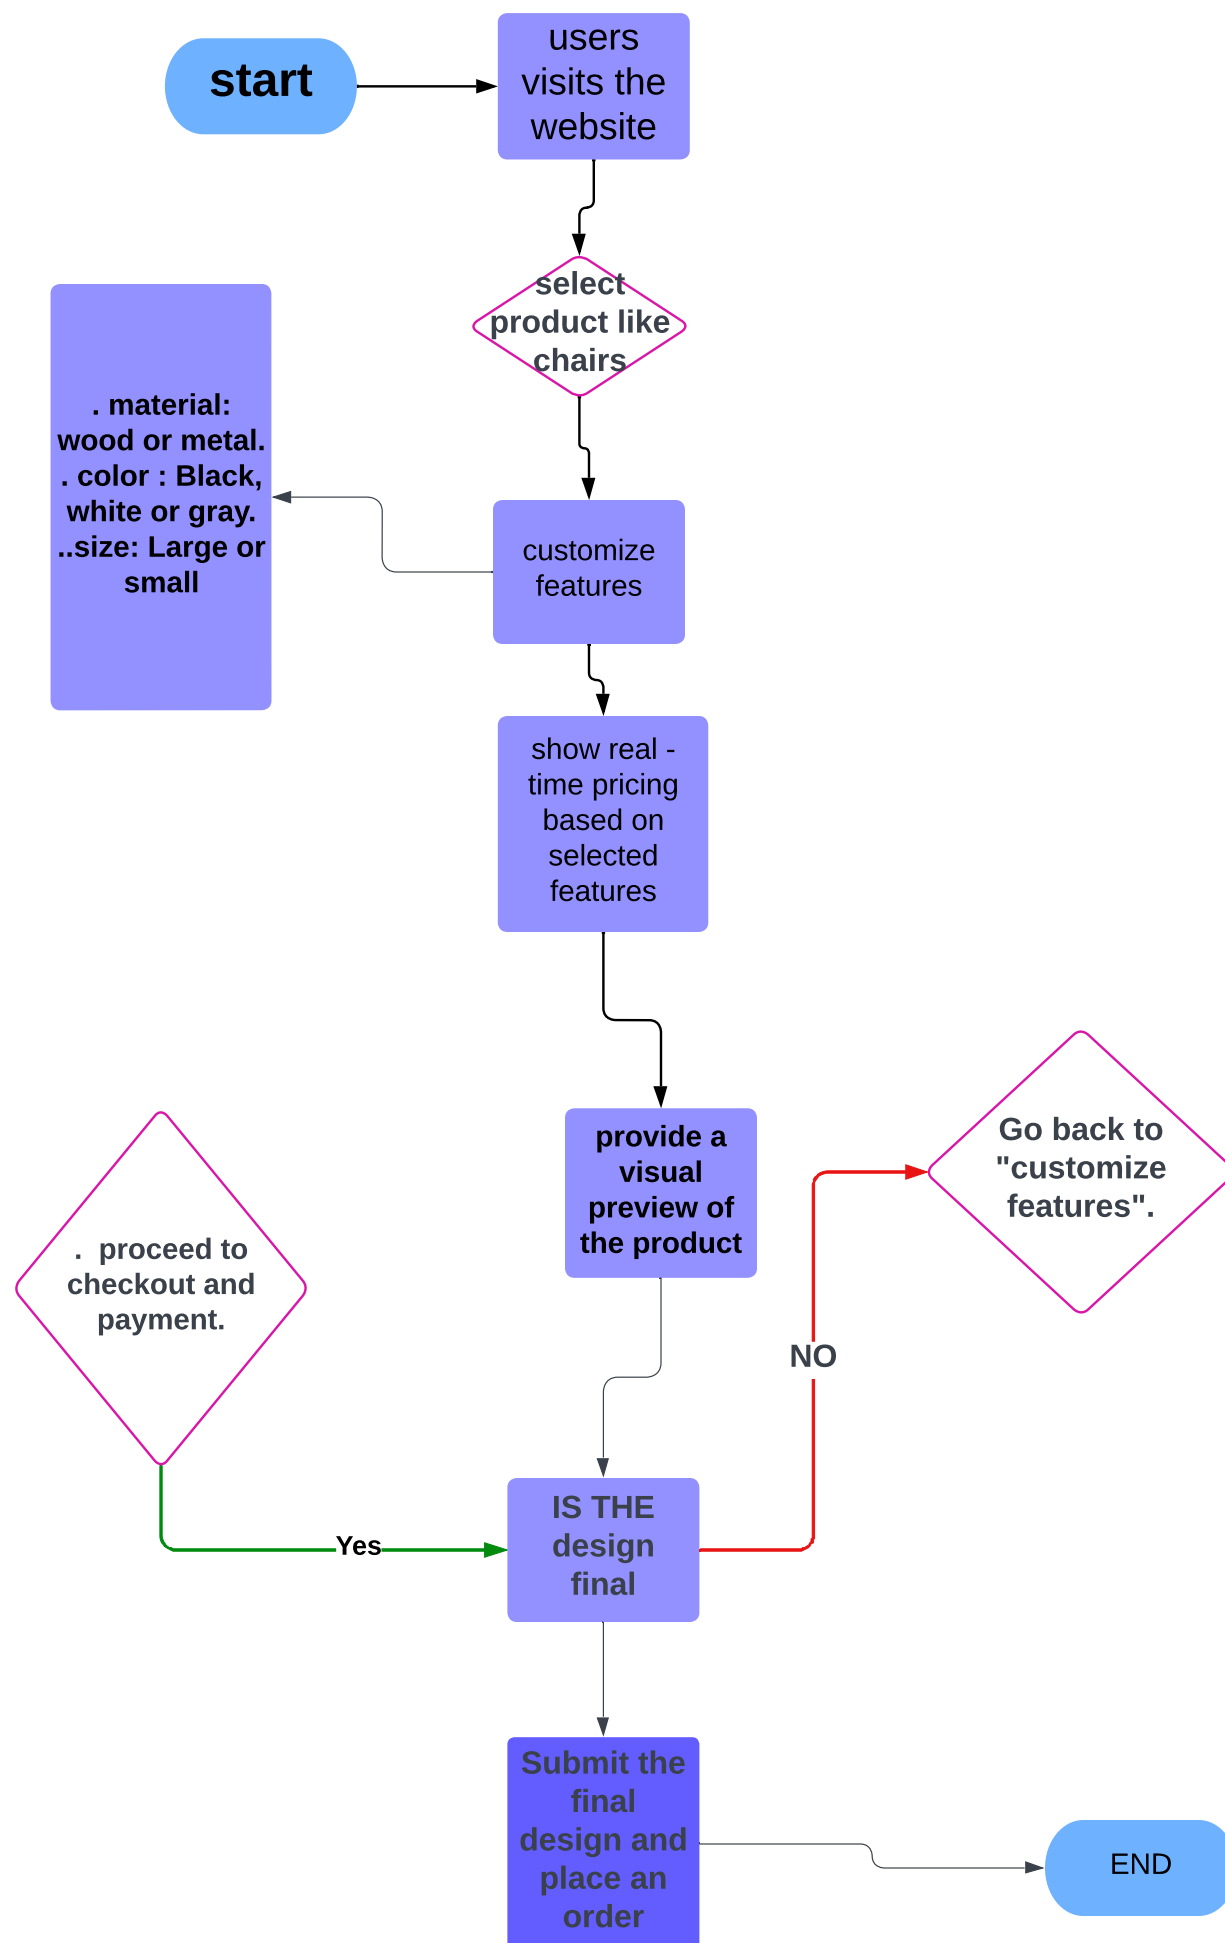 start
users
visits the
website
select
product like
chairs
. material:
wood or metal.
. color : Black,
white or gray.
..size: Large or
small
customize
features
show real -
time pricing
based on
selected
features
provide a
visual
preview of
the product
Go back to
"customize
features".
.  proceed to
checkout and
payment.
NO
Yes
IS THE
design
final
Submit the
final
design and
place an
order
END